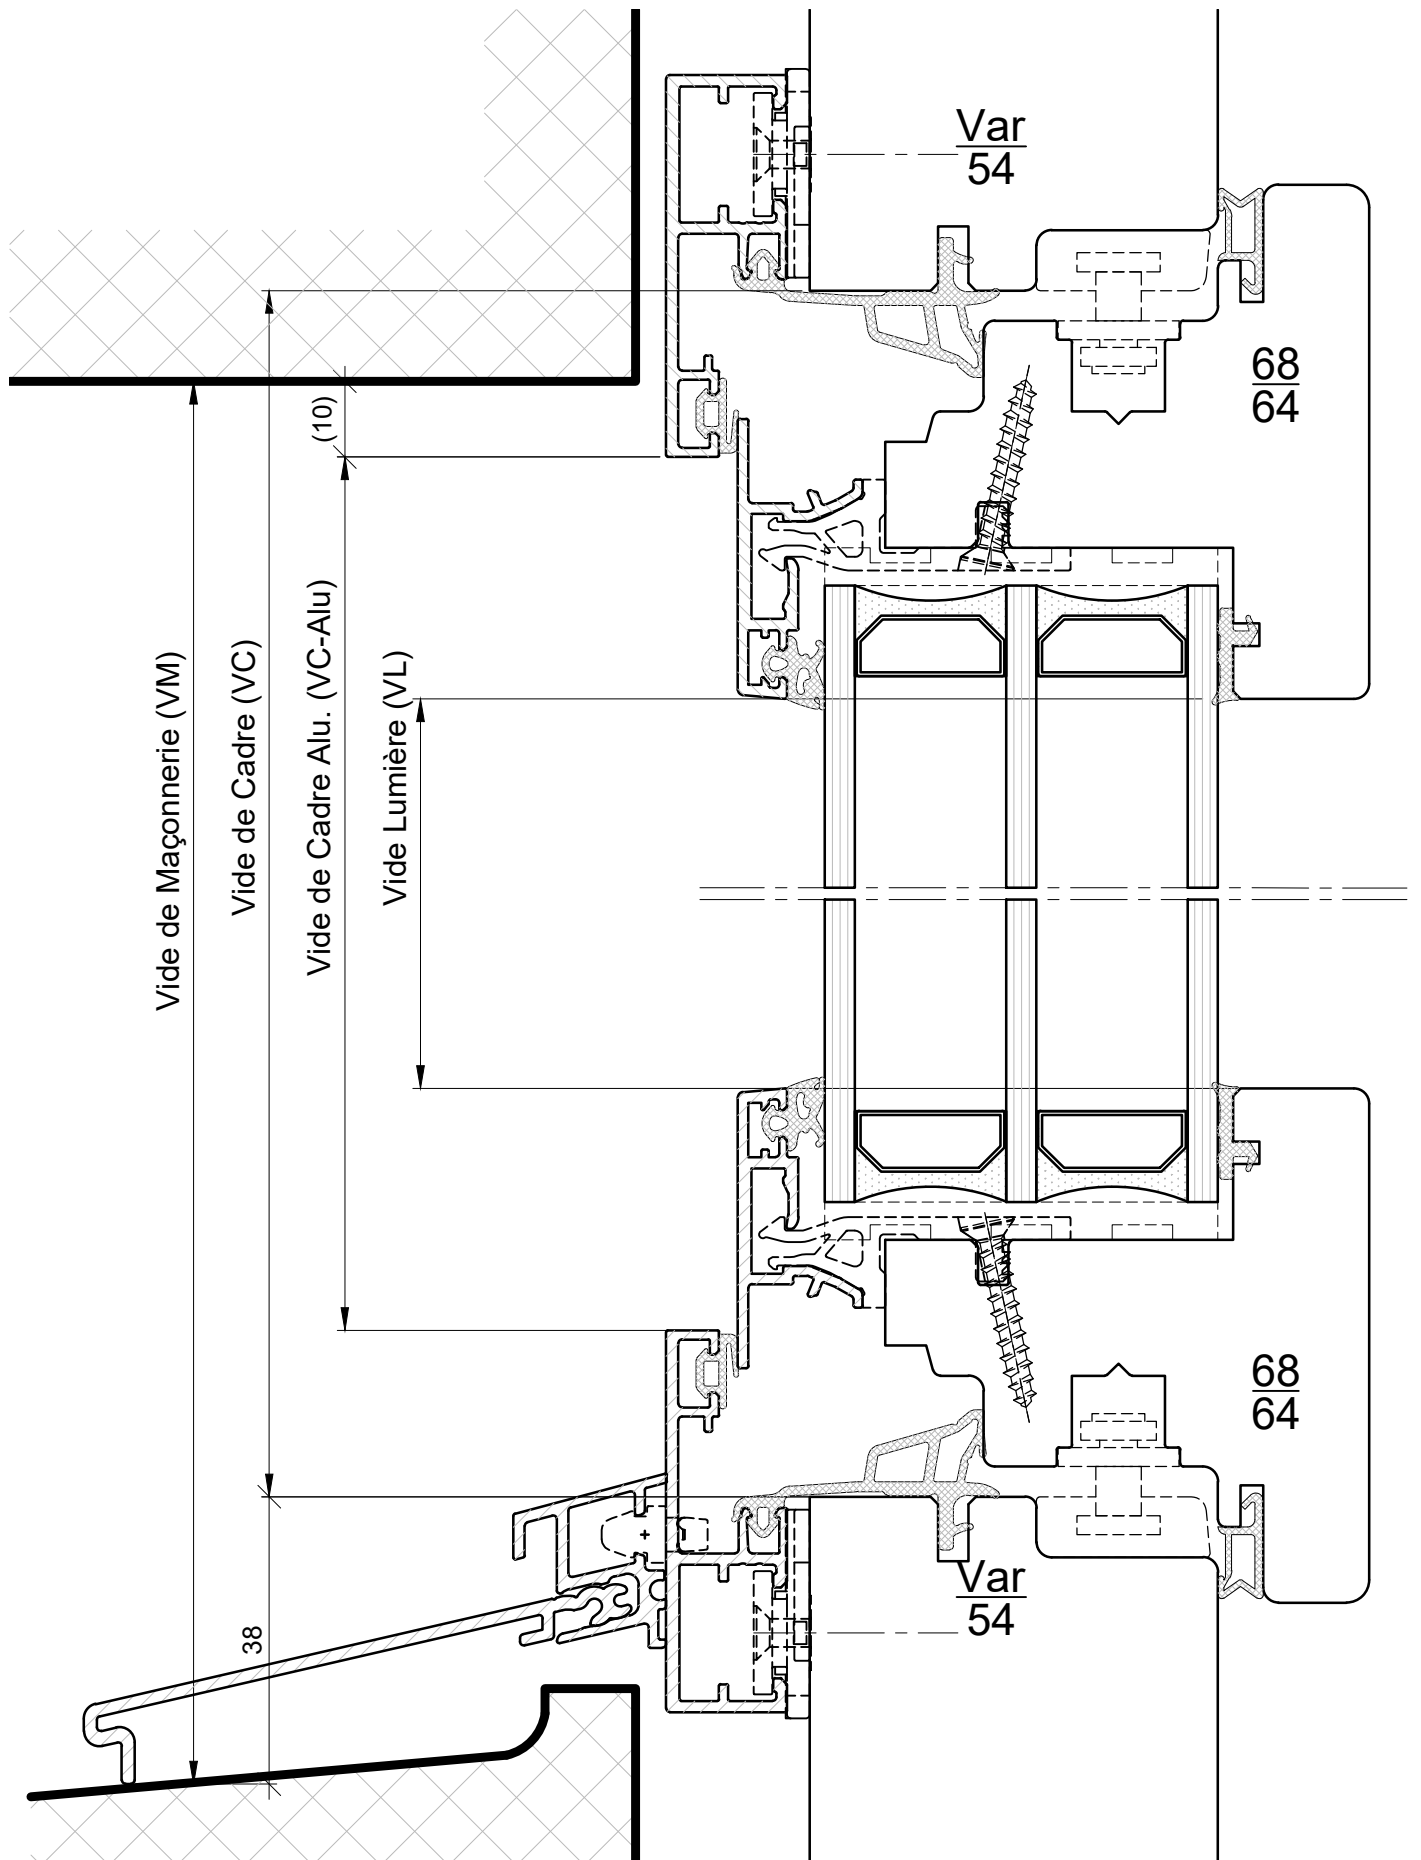 Var
54
68
64
(10)
Vide de Maçonnerie (VM)
Vide de Cadre (VC)
Vide de Cadre Alu. (VC-Alu)
Vide Lumière (VL)
68
64
Var
54
38